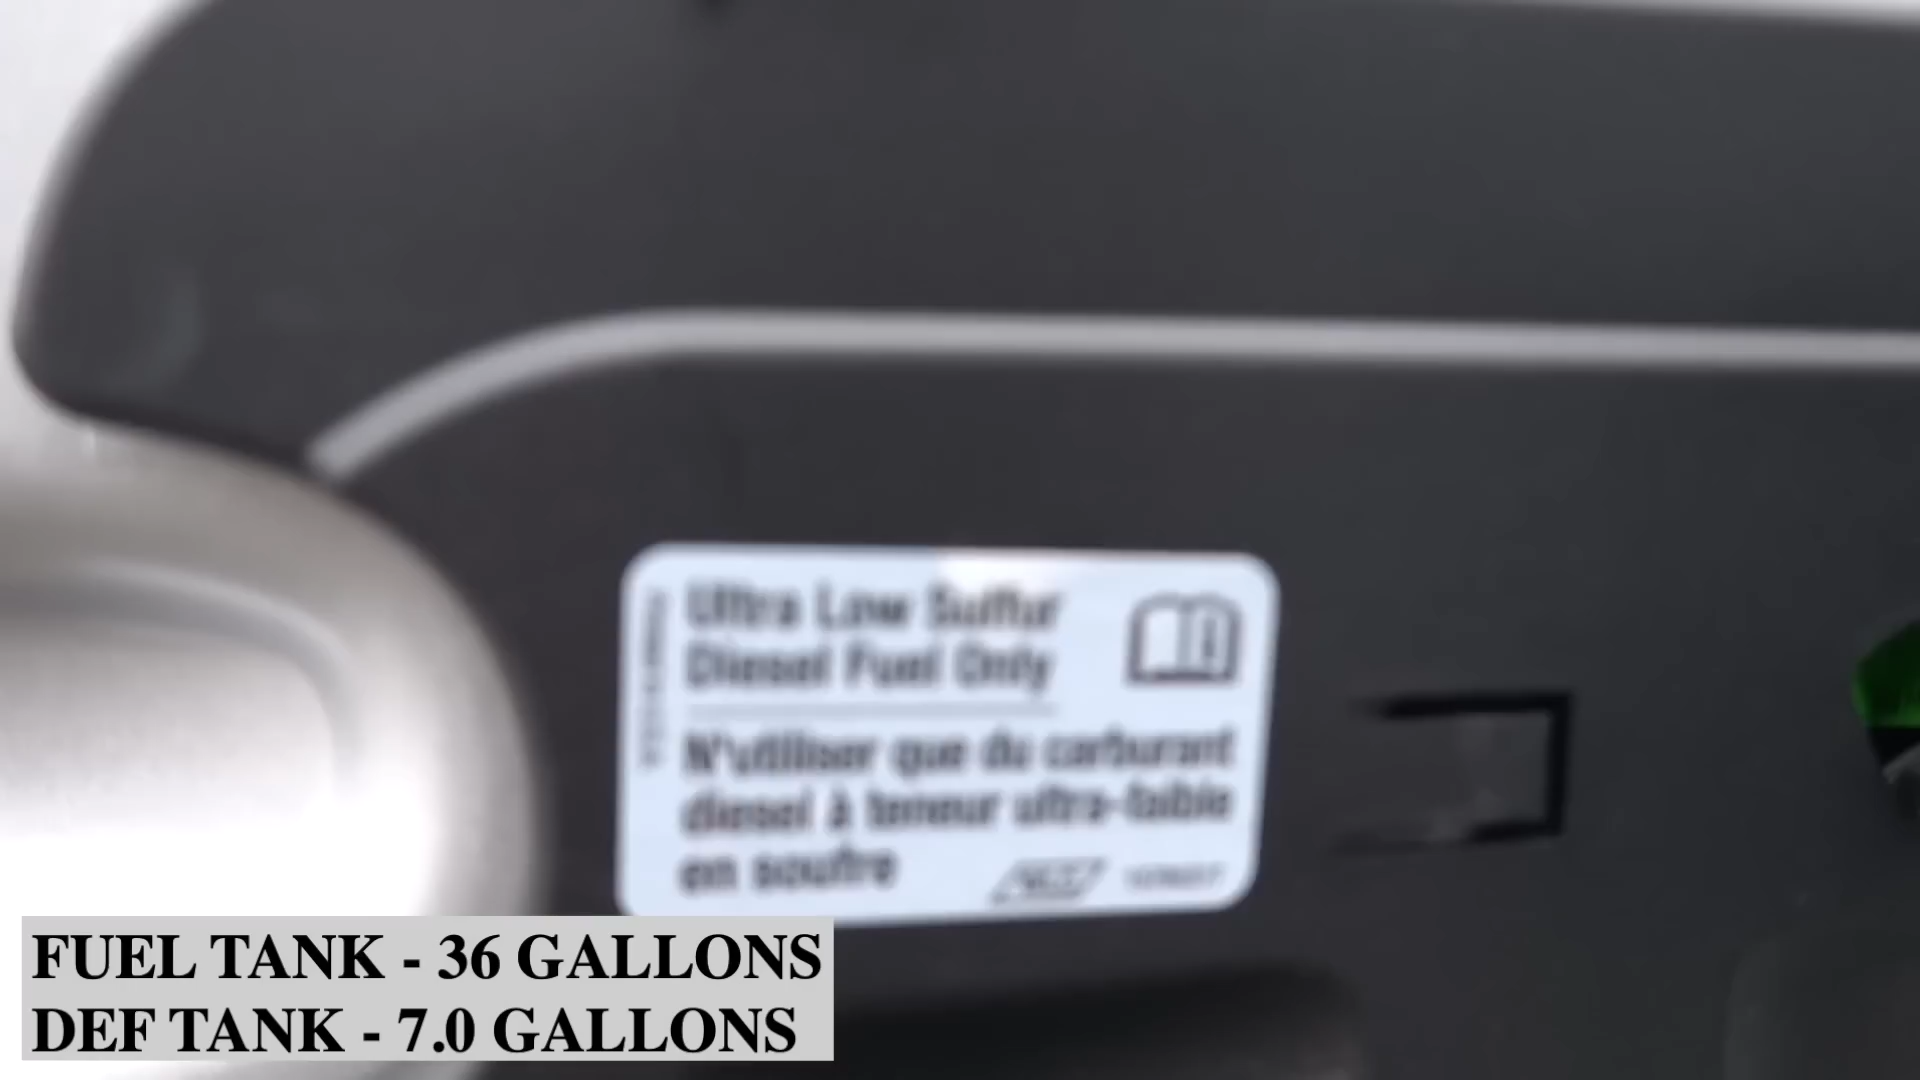 Ultra Low Sulfur
Diesel Fuel Only
N'utiliser que du carburant
diesel à teneur ultra-faible
en soufre
FUEL TANK - 36 GALLONS
DEF TANK - 7.0 GALLONS